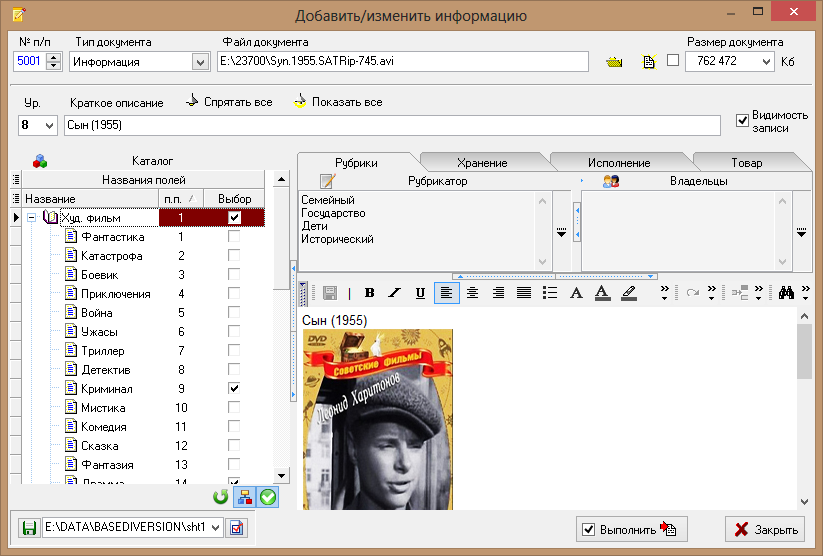 Добавить/изменить информацию
№ п/п Тип документа Файл документа Размер документа
5001 Информация E:\23700\Syn.1955.SATRip-745.avi 762 472 Кб
Ур. Краткое описание Спрятать все Показать все
8 Сын (1955) Видимость записи
Каталог
Названия полей
Название п.п. Выбор
Худ. фильм 1
Фантастика 1
Катастрофа 2
Боевик 3
Приключения 4
Война 5
Ужасы 6
Триллер 7
Детектив 8
Криминал 9
Мистика 10
Комедия 11
Сказка 12
Фантазия 13
Драмма 14
Рубрики Хранение Исполнение Товар
Рубрикатор Владельцы
Семейный
Государство
Дети
Исторический
B I U A A
Сын (1955)
DVD
Советские Фильмы
Леонид Харитонов
E:\DATA\BASEDIVERSION\sht1 Выполнить Закрыть